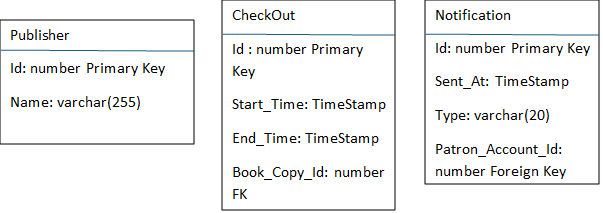 Publisher
Id: number Primary Key
Name: varchar(255)
CheckOut
Id : number Primary
Key
Start_Time: TimeStamp
End_Time: TimeStamp
Book_Copy_Id: number
FK
Notification
Id: number Primary Key
Sent_At: TimeStamp
Type: varchar(20)
Patron_Account_Id:
number Foreign Key